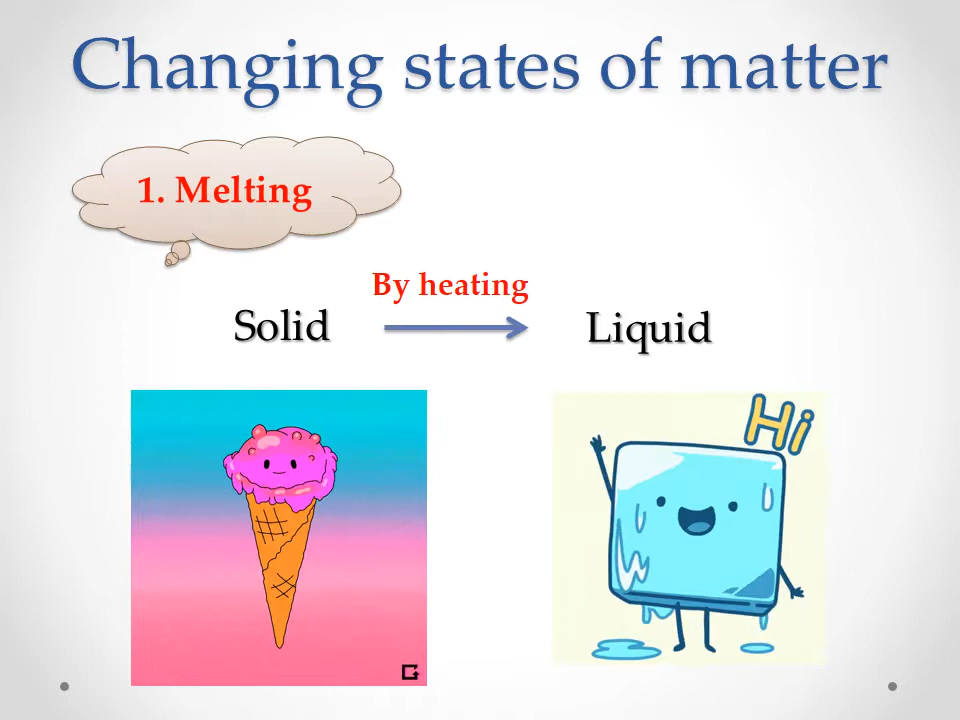 Changing states of matter
1. Melting
By heating
Solid
Liquid
Hi